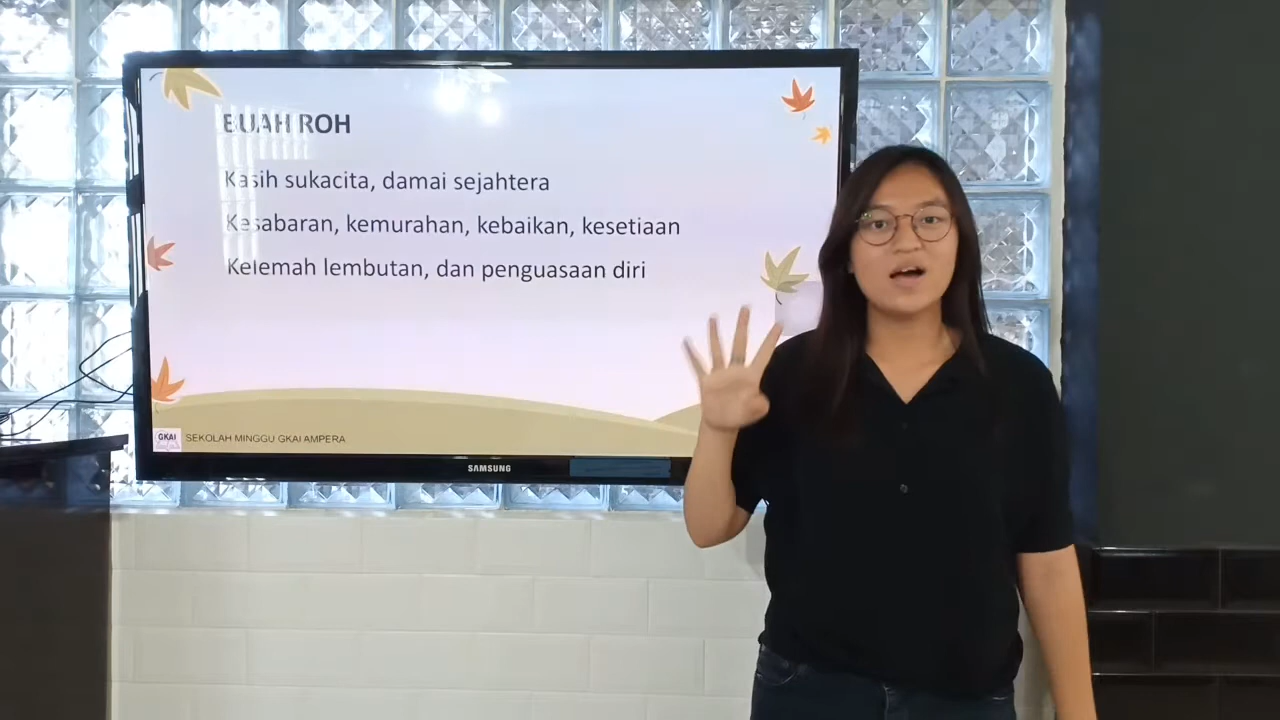 BUAH ROH
Kasih sukacita, damai sejahtera
Kesabaran, kemurahan, kebaikan, kesetiaan
Kelemah lembutan, dan penguasaan diri
GKAI SEKOLAH MINGGU GKAI AMPERA
SAMSUNG